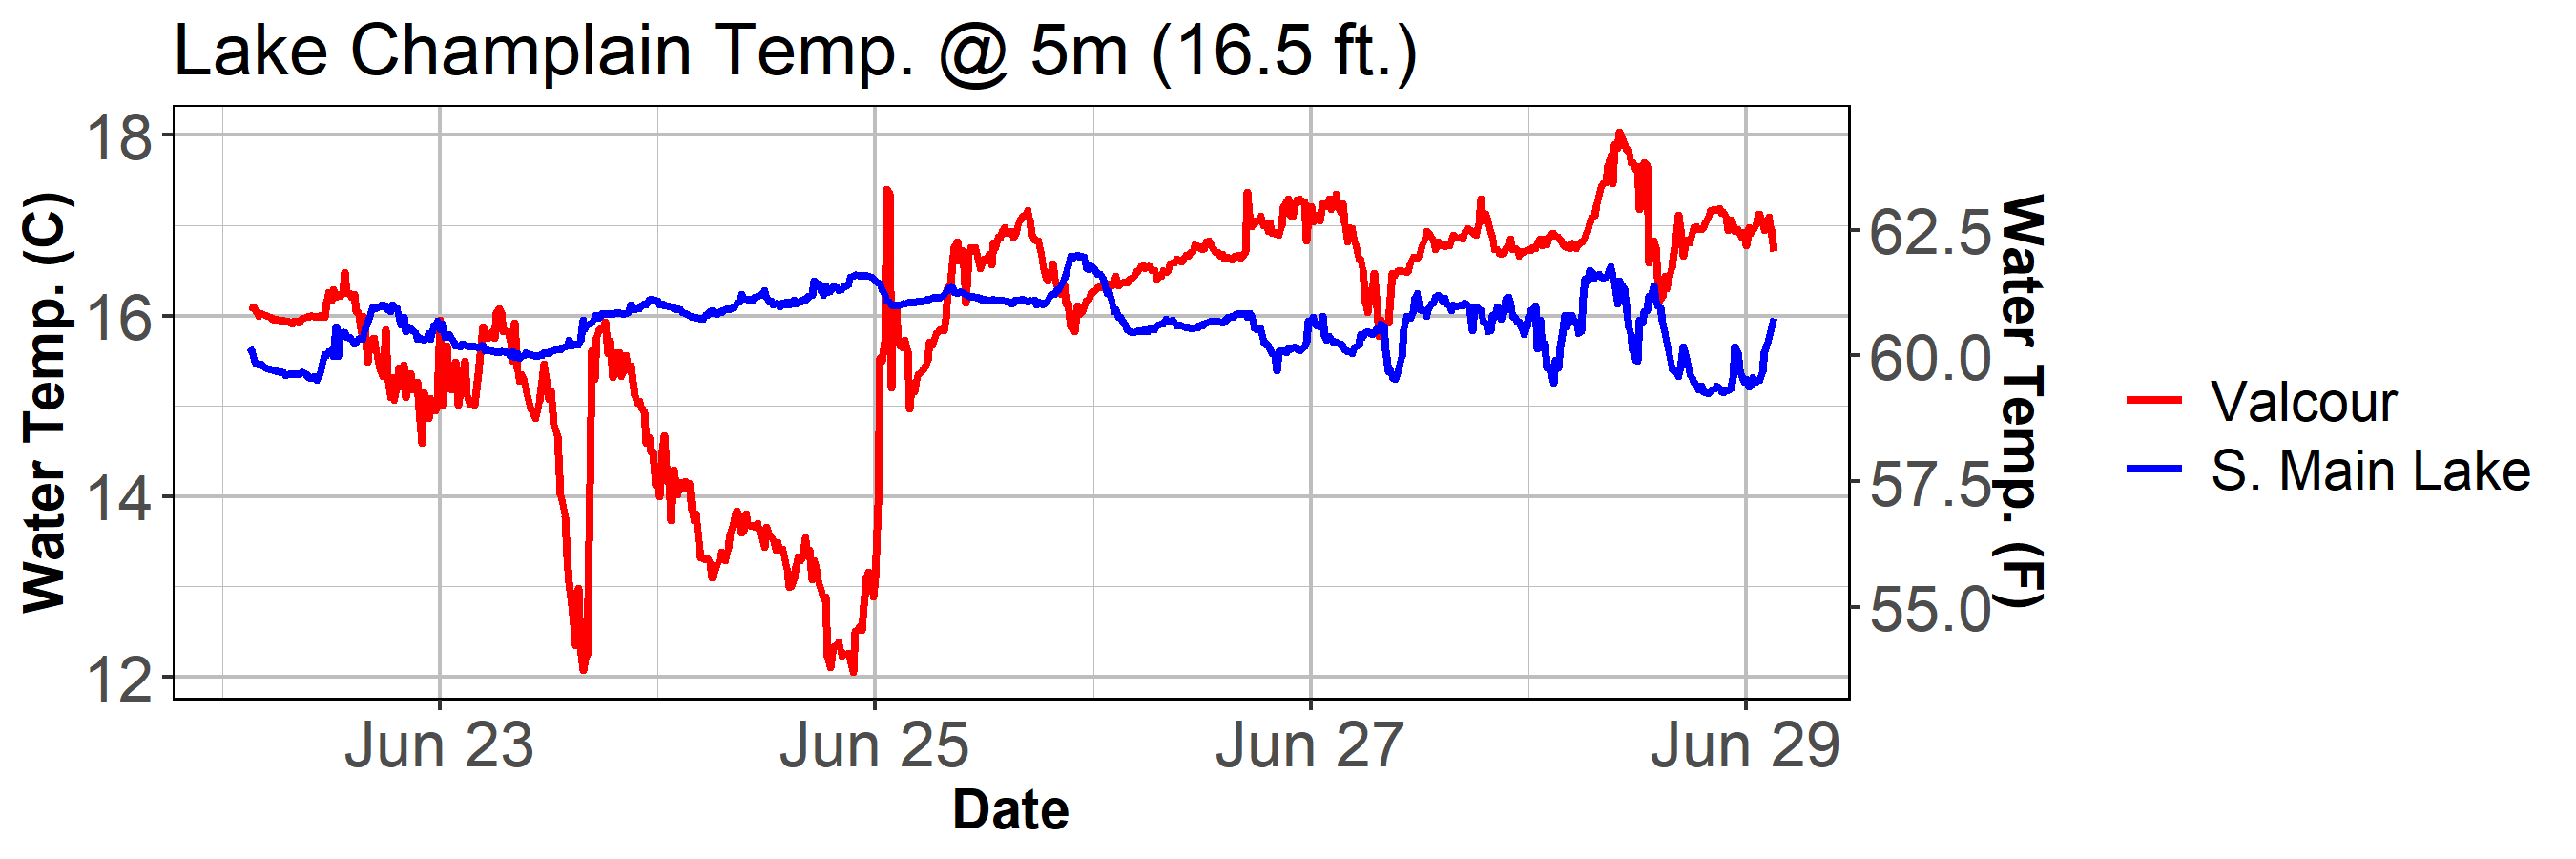 Lake Champlain Temp. @ 5m (16.5 ft.)
Water Temp. (C)
18
16
14
12
62.5
60.0
57.5
55.0
Water Temp. (F)
Jun 23
Jun 25
Jun 27
Jun 29
Date
Valcour
S. Main Lake